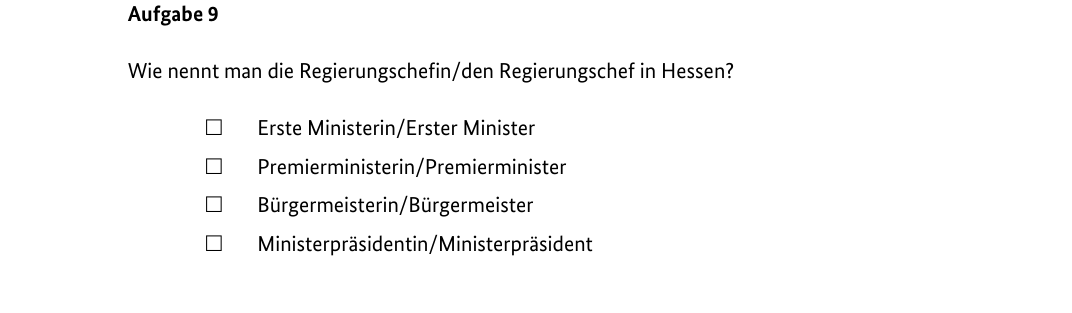 Aufgabe 9
Wie nennt man die Regierungschefin/den Regierungschef in Hessen?
☐ Erste Ministerin/Erster Minister
☐ Premierministerin/Premierminister
☐ Bürgermeisterin/Bürgermeister
☐ Ministerpräsidentin/Ministerpräsident